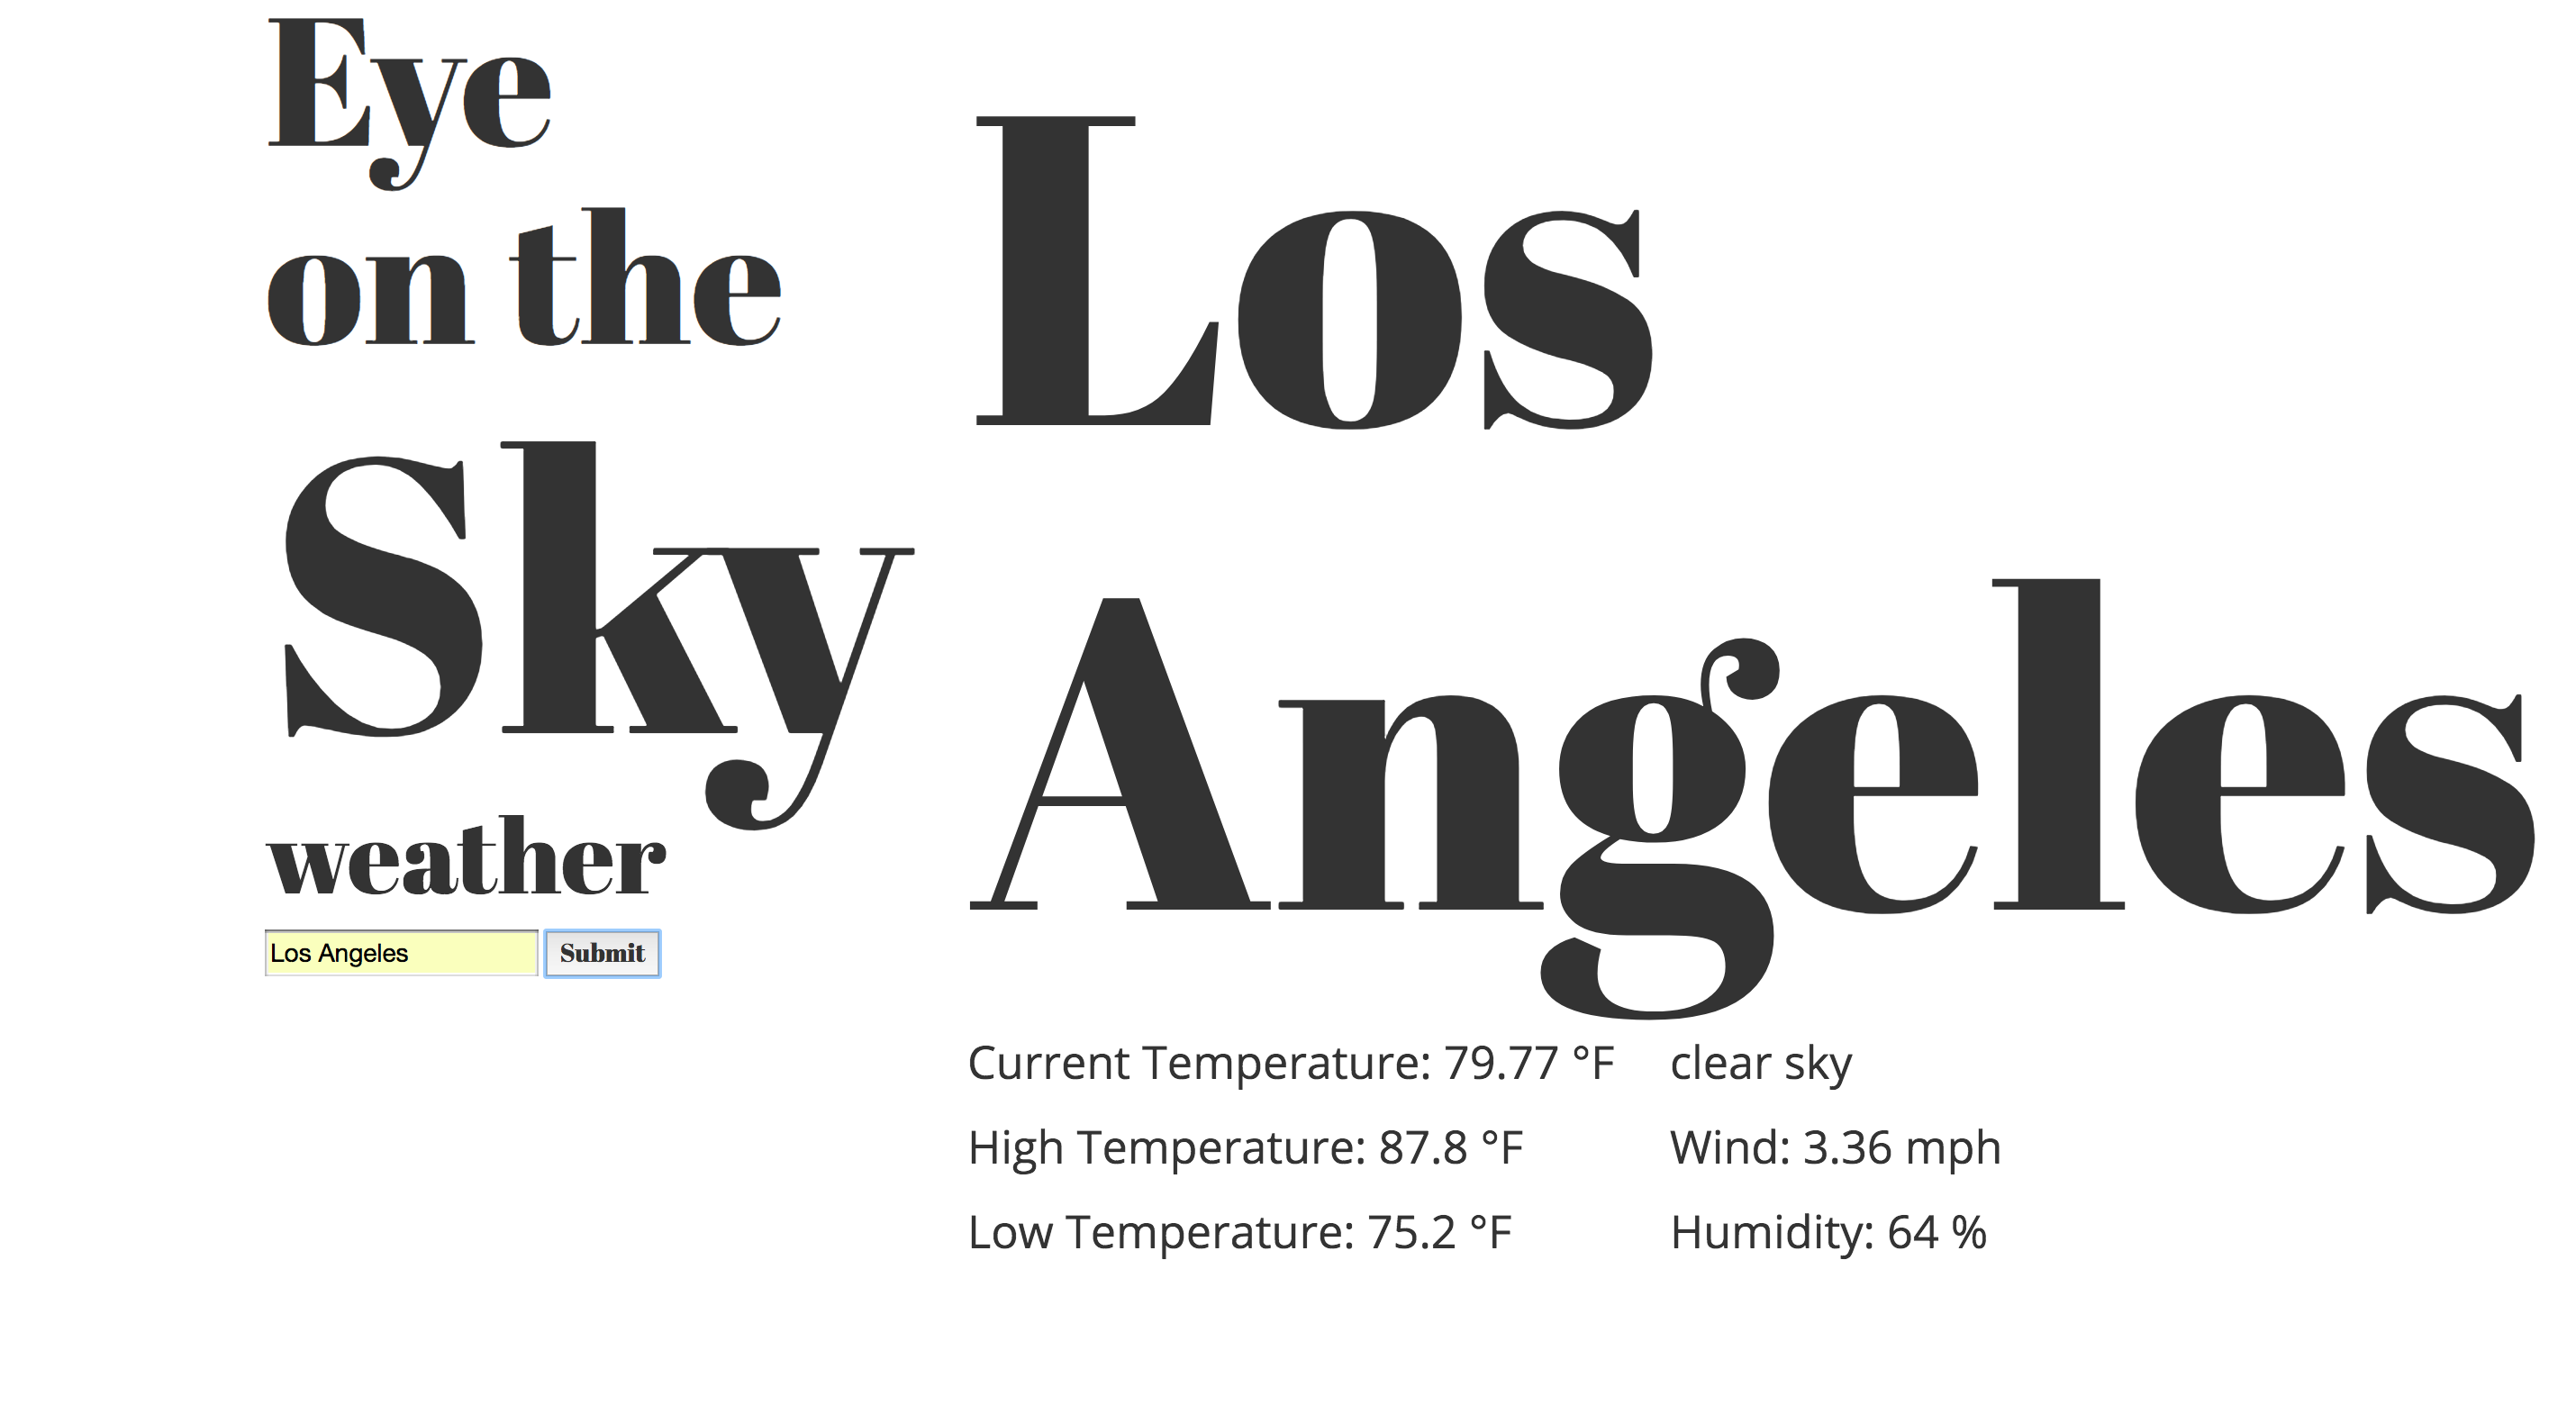 Eye
on the
Sky
weather
Los Angeles
Submit
Los
Angeles
Current Temperature: 79.77 °F
High Temperature: 87.8 °F
Low Temperature: 75.2 °F
clear sky
Wind: 3.36 mph
Humidity: 64 %